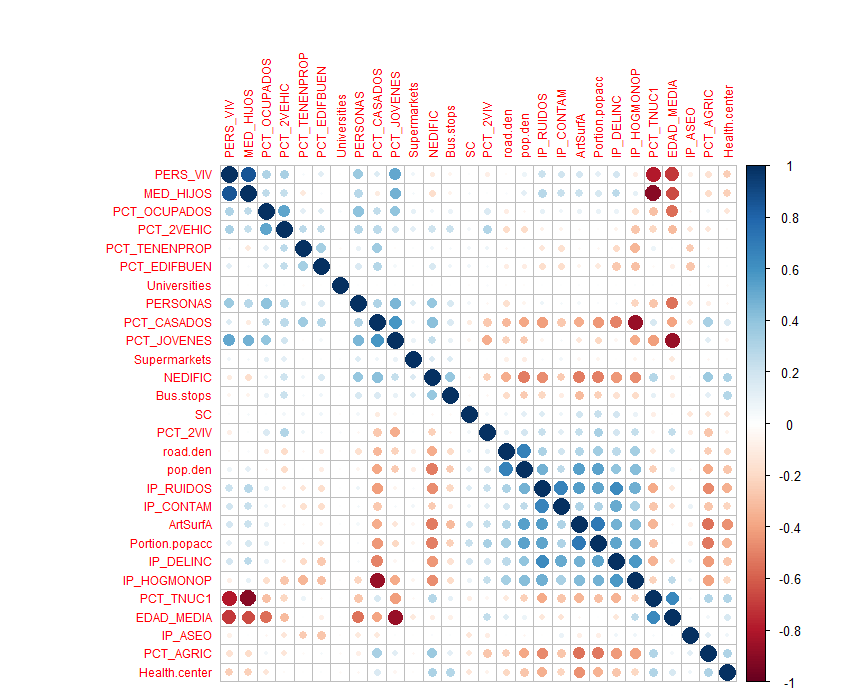 PERS_VIV
MED_HIJOS
PCT_OCUPADOS
PCT_2VEHIC
PCT_TENENPROP
PCT_EDIFBUEN
Universities
PERSONAS
PCT_CASADOS
PCT_JOVENES
Supermarkets
NEDIFIC
Bus.stops
SC
PCT_2VIV
road.den
pop.den
IP_RUIDOS
IP_CONTAM
ArtSurfA
Portion.popacc
IP_DELINC
IP_HOGMONOP
PCT_TNUC1
EDAD_MEDIA
IP_ASEO
PCT_AGRIC
Health.center
PERS_VIV
MED_HIJOS
PCT_OCUPADOS
PCT_2VEHIC
PCT_TENENPROP
PCT_EDIFBUEN
Universities
PERSONAS
PCT_CASADOS
PCT_JOVENES
Supermarkets
NEDIFIC
Bus.stops
SC
PCT_2VIV
road.den
pop.den
IP_RUIDOS
IP_CONTAM
ArtSurfA
Portion.popacc
IP_DELINC
IP_HOGMONOP
PCT_TNUC1
EDAD_MEDIA
IP_ASEO
PCT_AGRIC
Health.center
1
0.8
0.6
0.4
0.2
0
-0.2
-0.4
-0.6
-0.8
-1